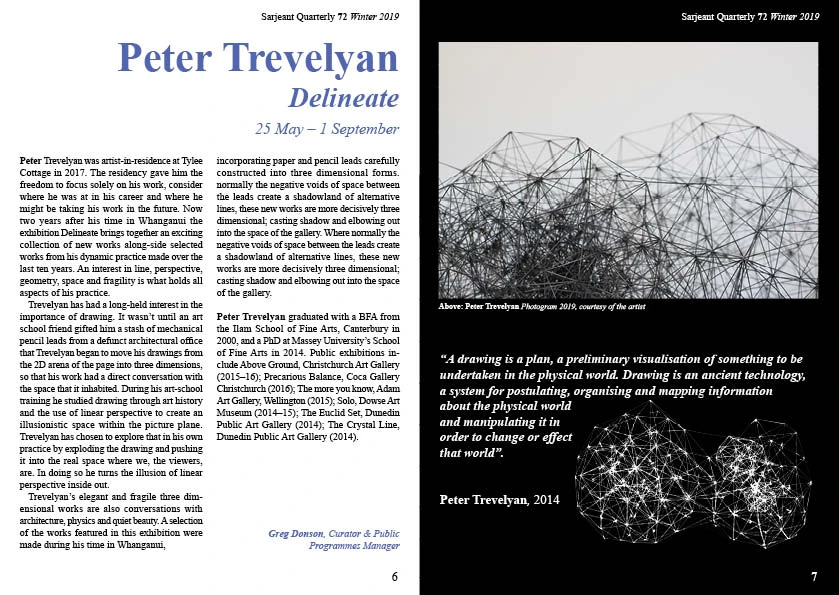 Sarjeant Quarterly 72 Winter 2019
Peter Trevelyan
Delineate
25 May – 1 September
Peter Trevelyan was artist-in-residence at Tylee
Cottage in 2017. The residency gave him the
freedom to focus solely on his work, consider
where he was at in his career and where he
might be taking his work in the future. Now
two years after his time in Whanganui the
exhibition Delineate brings together an exciting
collection of new works along-side selected
works from his dynamic practice made over the
last ten years. An interest in line, perspective,
geometry, space and fragility is what holds all
aspects of his practice.
Trevelyan has had a long-held interest in the
importance of drawing. It wasn't until an art
school friend gifted him a stash of mechanical
pencil leads from a defunct architectural office
that Trevelyan began to move his drawings from
the 2D arena of the page into three dimensions,
so that his work had a direct conversation with
the space that it inhabited. During his art-school
training he studied drawing through art history
and the use of linear perspective to create an
illusionistic space within the picture plane.
Trevelyan has chosen to explore that in his own
practice by exploding the drawing and pushing
it into the real space where we, the viewers,
are. In doing so he turns the illusion of linear
perspective inside out.
Trevelyan's elegant and fragile three dim-
ensional works are also conversations with
architecture, physics and quiet beauty. A selection
of the works featured in this exhibition were
made during his time in Whanganui,
incorporating paper and pencil leads carefully
constructed into three dimensional forms.
normally the negative voids of space between
the leads create a shadowland of alternative
lines, these new works are more decisively three
dimensional; casting shadow and elbowing out
into the space of the gallery. Where normally the
negative voids of space between the leads create
a shadowland of alternative lines, these new
works are more decisively three dimensional;
casting shadow and elbowing out into the space
of the gallery.
Peter Trevelyan graduated with a BFA from
the Ilam School of Fine Arts, Canterbury in
2000, and a PhD at Massey University's School
of Fine Arts in 2014. Public exhibitions in-
clude Above Ground, Christchurch Art Gallery
(2015–16); Precarious Balance, Coca Gallery
Christchurch (2016); The more you know, Adam
Art Gallery, Wellington (2015); Solo, Dowse Art
Museum (2014–15); The Euclid Set, Dunedin
Public Art Gallery (2014); The Crystal Line,
Dunedin Public Art Gallery (2014).
Greg Donson, Curator & Public
Programmes Manager
6
Sarjeant Quarterly 72 Winter 2019
Above: Peter Trevelyan Photogram 2019, courtesy of the artist
“A drawing is a plan, a preliminary visualisation of something to be
undertaken in the physical world. Drawing is an ancient technology,
a system for postulating, organising and mapping information
about the physical world
and manipulating it in
order to change or effect
that world”.
Peter Trevelyan, 2014
7